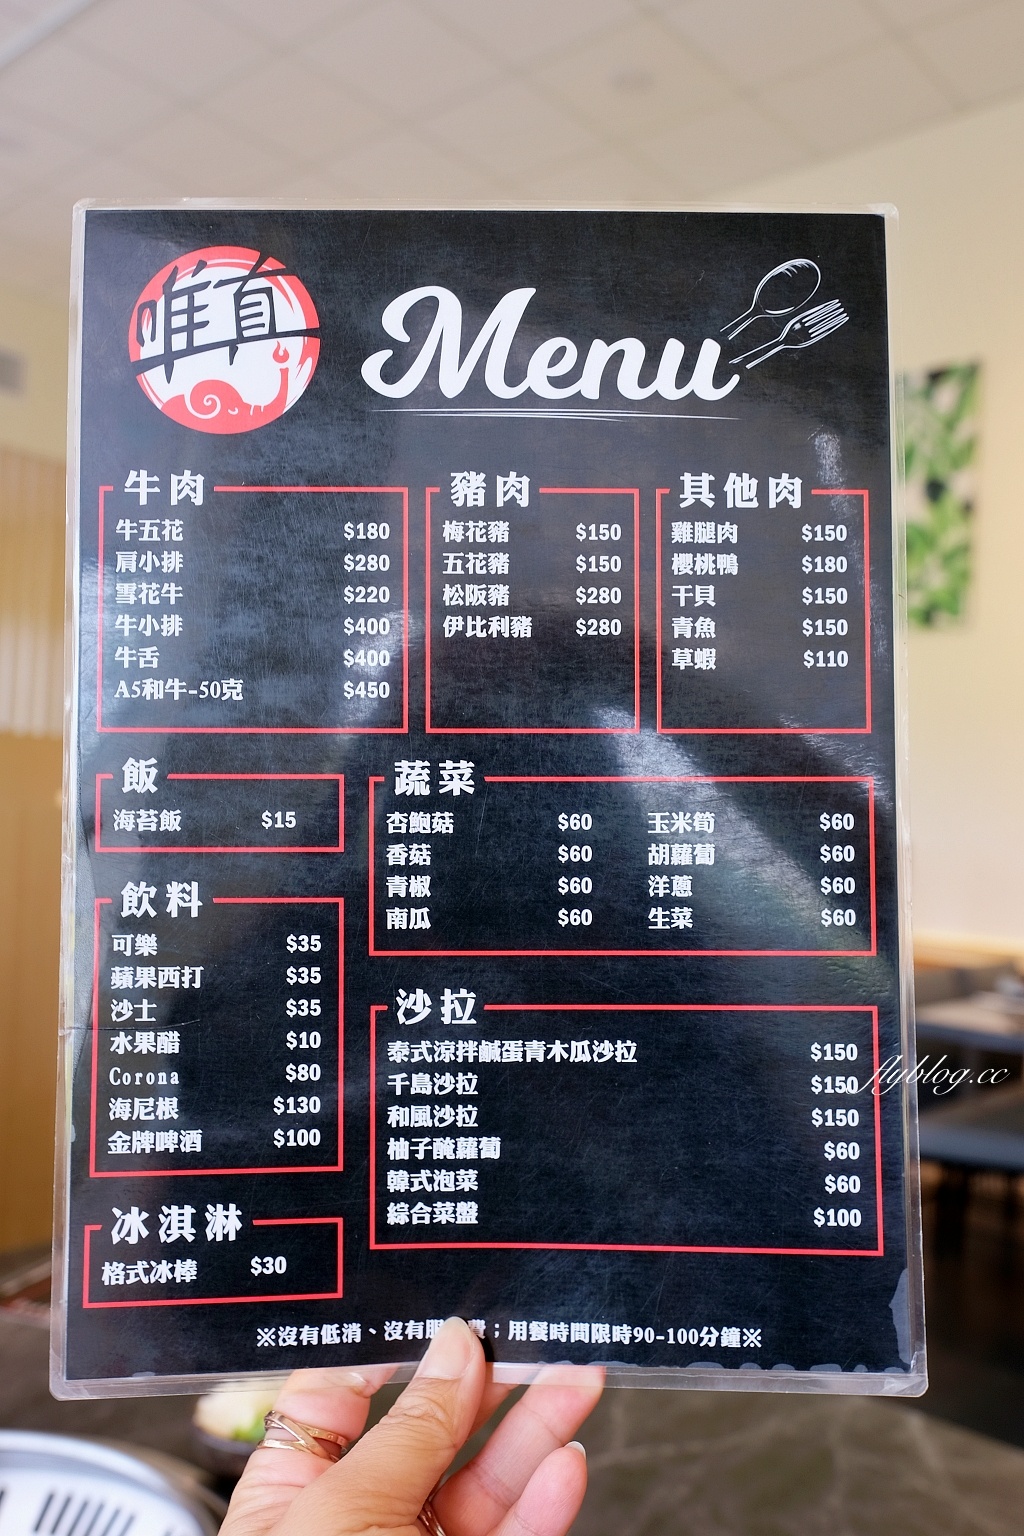 唯真
Menu
牛肉
牛五花 $180
肩小排 $280
雪花牛 $220
牛小排 $400
牛舌 $400
A5和牛-50克 $450
豬肉
梅花豬 $150
五花豬 $150
松阪豬 $280
伊比利豬 $280
其他肉
雞腿肉 $150
櫻桃鴨 $180
干貝 $150
青魚 $150
草蝦 $110
飯
海苔飯 $15
蔬菜
杏鮑菇 $60 玉米筍 $60
香菇 $60 胡蘿蔔 $60
青椒 $60 洋蔥 $60
南瓜 $60 生菜 $60
飲料
可樂 $35
蘋果西打 $35
沙士 $35
水果醋 $10
Corona $80
海尼根 $130
金牌啤酒 $100
沙拉
泰式涼拌鹹蛋青木瓜沙拉 $150
千島沙拉 $150
和風沙拉 $150
柚子醃蘿蔔 $60
韓式泡菜 $60
綜合菜盤 $100
冰淇淋
格式冰棒 $30
※沒有低消、沒有服 費；用餐時間限時90-100分鐘※
flyblog.cc